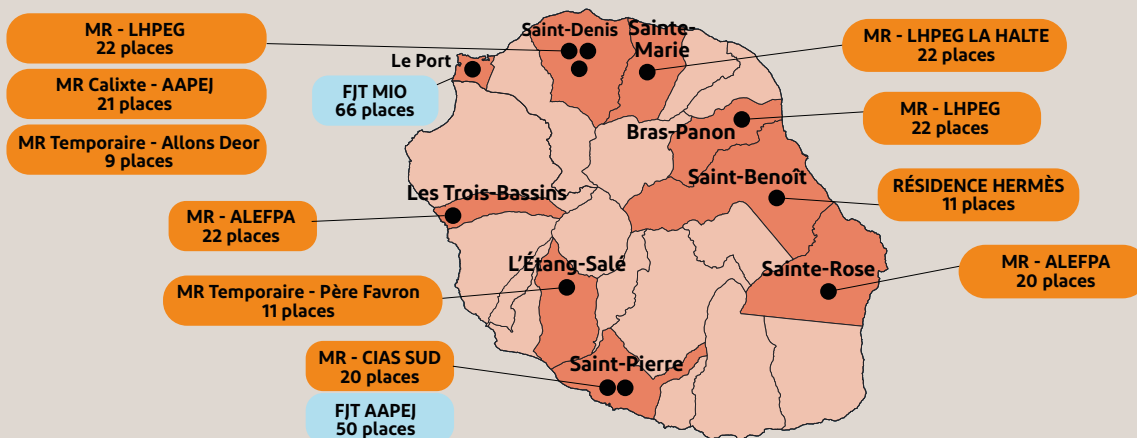 MR - LHPEG
22 places
MR Calixte - AAPEJ
21 places
MR Temporaire - Allons Deor
9 places
Saint-Denis
Sainte-
Marie
Le Port
FJT MIO
66 places
MR - LHPEG LA HALTE
22 places
MR - LHPEG
22 places
Bras-Panon
Saint-Benoît
RÉSIDENCE HERMÈS
11 places
Les Trois-Bassins
MR - ALEFPA
22 places
L'Étang-Salé
Sainte-Rose
MR - ALEFPA
20 places
MR Temporaire - Père Favron
11 places
Saint-Pierre
MR - CIAS SUD
20 places
FJT AAPEJ
50 places